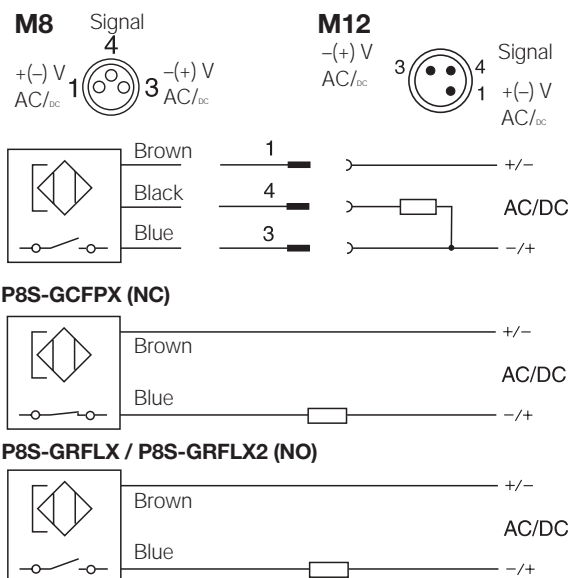 M8
Signal
4
+(–) V
AC/DC
1
3
–(+) V
AC/DC
M12
–(+) V
AC/DC
3
4
1
Signal
+(–) V
AC/DC
Brown 1 +/–
Black 4 AC/DC
Blue 3 –/+
P8S-GCFPX (NC)
+/–
Brown
AC/DC
Blue
–/+
P8S-GRFLX / P8S-GRFLX2 (NO)
+/–
Brown
AC/DC
Blue
–/+